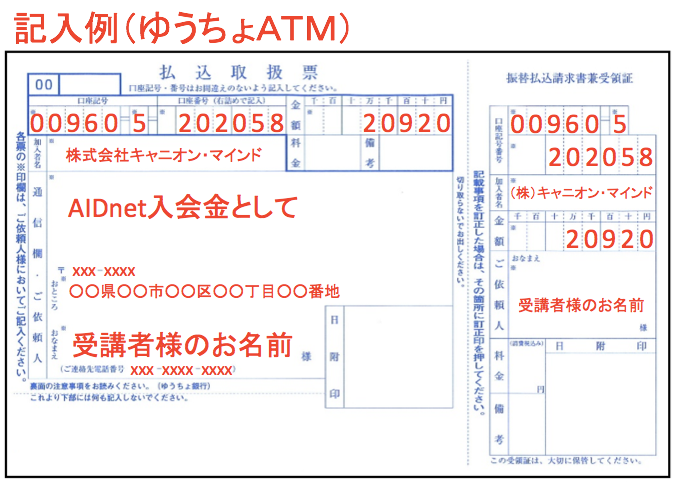 記入例（ゆうちょATM）
払込取扱票
00
口座記号・番号はお間違えのないよう記入してください。
口座記号
口座番号（右詰めで記入）
金額
千 百 十 万 千 百 十 円
00960-5-
202058
20920
加入者名
株式会社キャニオン・マインド
料金
備考
通信欄・ご依頼人
AIDnet入会金として
〒 xxx-xxxx
おところ
〇〇県〇〇市〇〇区〇〇丁目〇〇番地
おなまえ
受講者様のお名前
様
（ご連絡先電話番号 xxx-xxxx-xxxx）
日附印
裏面の注意事項をお読みください。（ゆうちょ銀行）
これより下部には何も記入しないでください。
各票の※印欄は、ご依頼人様においてご記入ください。
切り取らないでお出しください。
記載事項を訂正した場合は、その箇所に訂正印を押してください。
振替払込請求書兼受領証
口座記号番号
00960-5
202058
加入者名
（株）キャニオン・マインド
金額
千 百 十 万 千 百 十 円
20920
ご依頼人
おなまえ
受講者様のお名前
様
料金
（消費税込み）
円
日附印
備考
この受領証は、大切に保管してください。